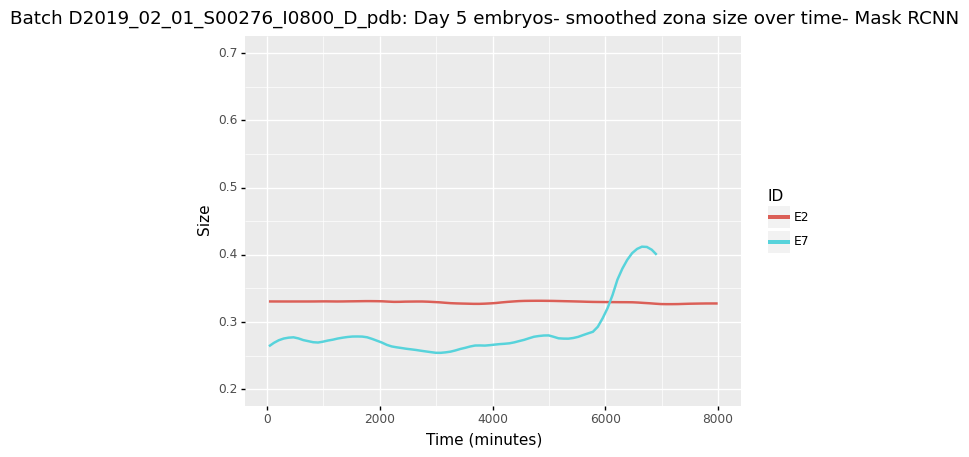 Batch D2019_02_01_S00276_I0800_D_pdb: Day 5 embryos- smoothed zona size over time- Mask RCNN
0.7
0.6
0.5
0.4
0.3
0.2
Size
0 2000 4000 6000 8000
Time (minutes)
ID
E2
E7